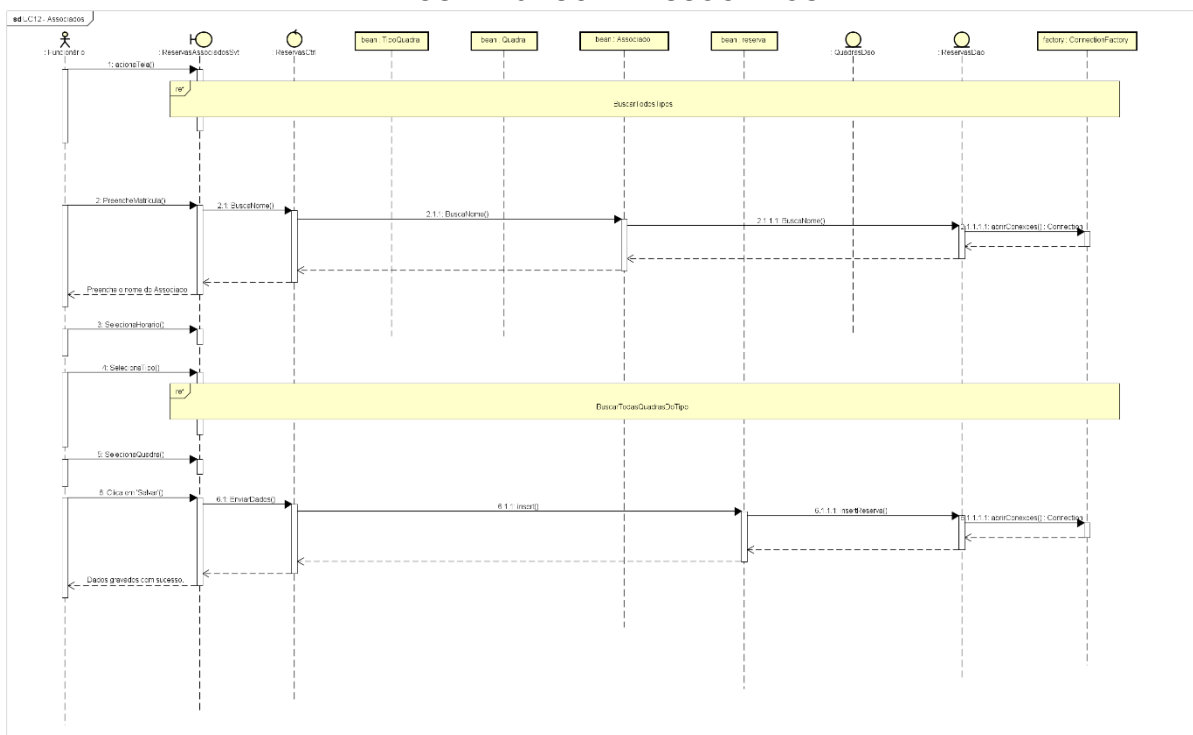 sd UC12 - Associados
: Funcionário
: ReservasAssociadosSvt
: ReservasCtrl
bean : TipoQuadra
bean : Quadra
bean : Associado
bean : reserva
: QuadrasDao
: ReservasDao
factory : ConnectionFactory
1: acionaTela()
ref
BuscarTodosTipos
2: PreencheMatricula()
2.1: BuscaNome()
2.1.1: BuscaNome()
2.1.1.1: BuscaNome()
2.1.1.1.1: abrirConexoes() : Connection
Preenche o nome do Associado
3: SelecionaHorario()
4: SelecionaTipo()
ref
BuscarTodasQuadrasDoTipo
5: SelecionaQuadra()
6: Clica em 'Salvar'()
6.1: EnviarDados()
6.1.1: insert()
6.1.1.1: insertReserva()
6.1.1.1.1: abrirConexoes() : Connection
Dados gravados com sucesso.